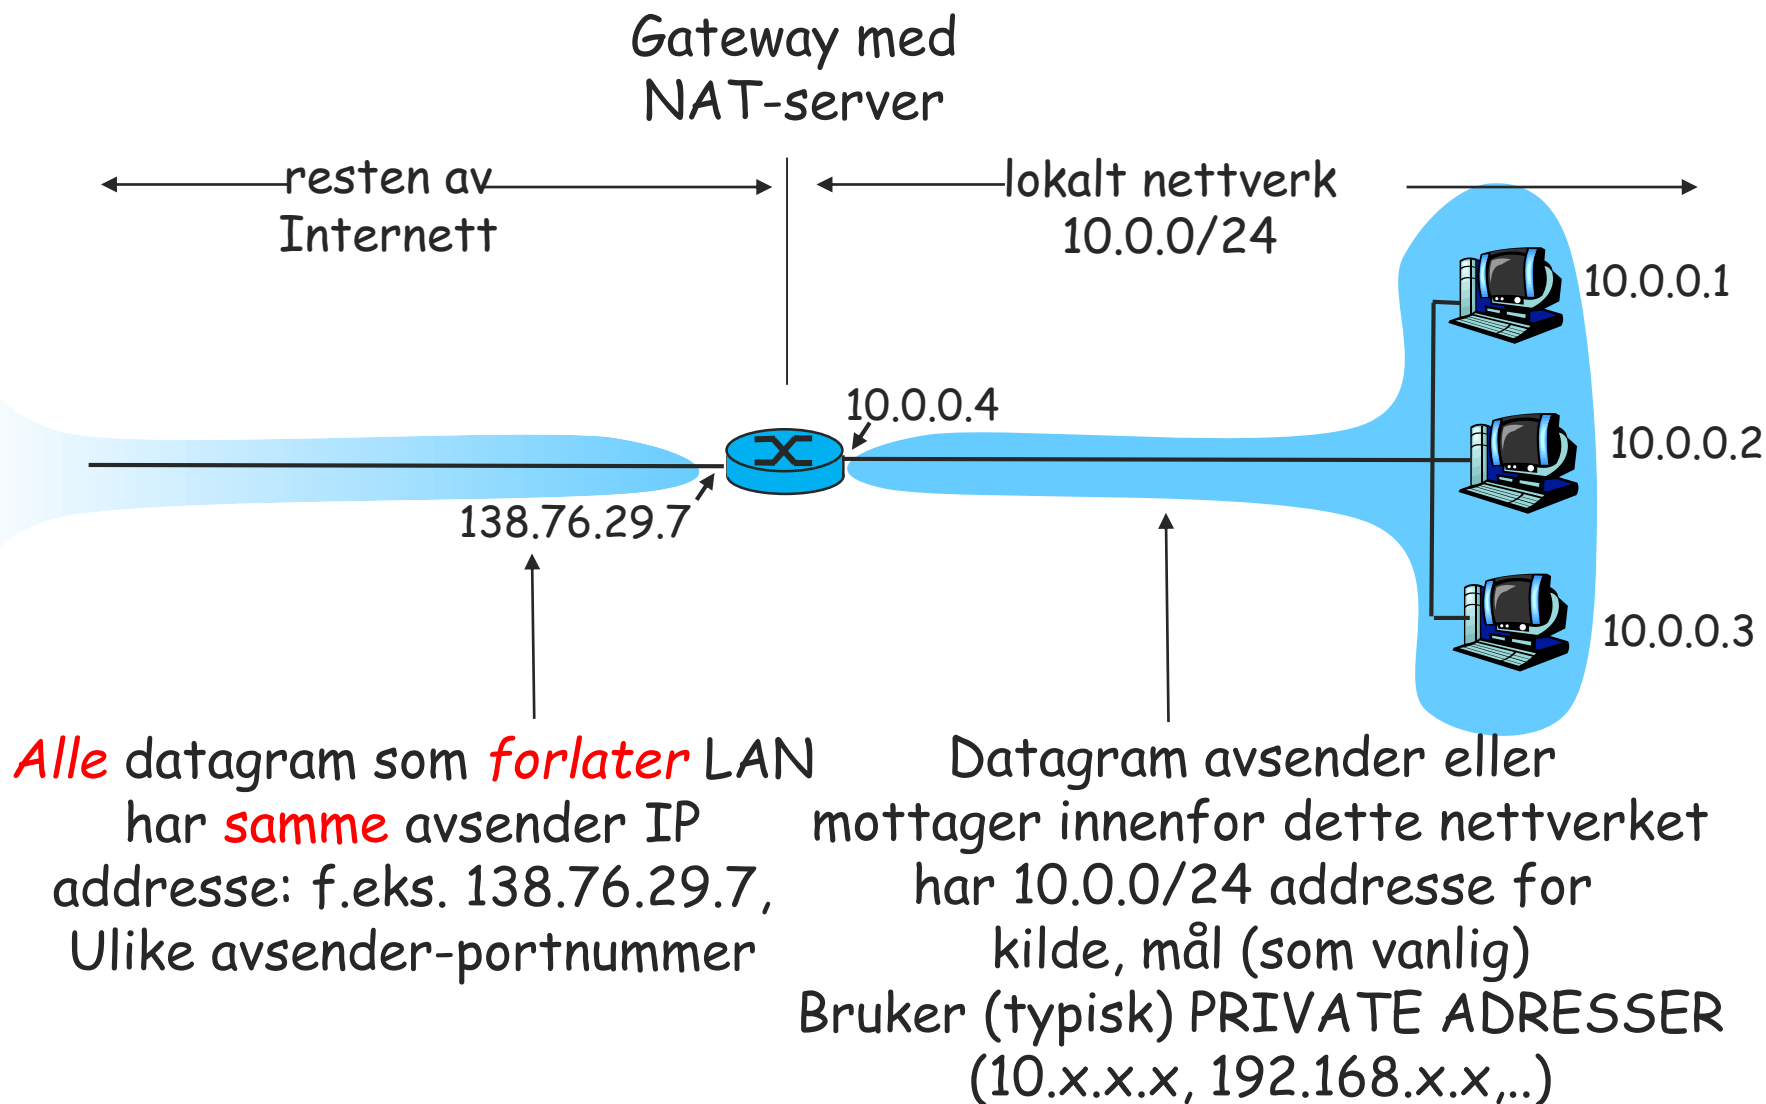 Gateway med
NAT-server
resten av
Internett
lokalt nettverk
10.0.0/24
10.0.0.1
10.0.0.4
10.0.0.2
138.76.29.7
10.0.0.3
Alle datagram som forlater LAN
har samme avsender IP
addresse: f.eks. 138.76.29.7,
Ulike avsender-portnummer
Datagram avsender eller
mottager innenfor dette nettverket
har 10.0.0/24 addresse for
kilde, mål (som vanlig)
Bruker (typisk) PRIVATE ADRESSER
(10.x.x.x, 192.168.x.x,..)